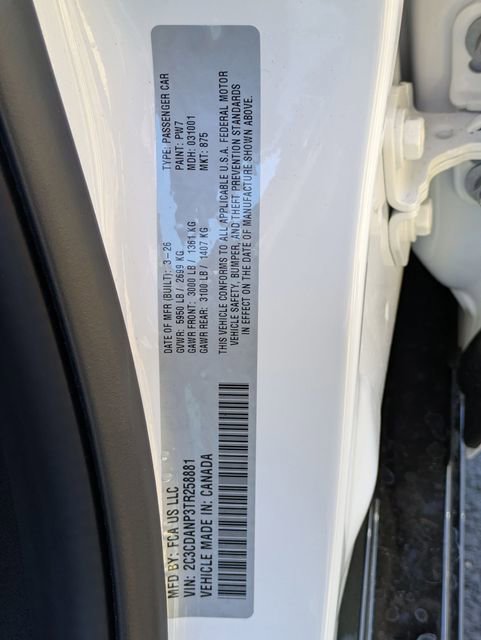 MFD BY: FCA US LLC
VIN: 2C3CDANP3TR258881
VEHICLE MADE IN: CANADA
DATE OF MFR (BUILT): 3-26
GVWR: 5950 LB / 2699 KG
GAWR FRONT: 3000 LB / 1361 KG
GAWR REAR: 3100 LB / 1407 KG
TYPE: PASSENGER CAR
PAINT: PW7
MDH: 031001
MKT: 875
THIS VEHICLE CONFORMS TO ALL APPLICABLE U.S.A. FEDERAL MOTOR
VEHICLE SAFETY, BUMPER, AND THEFT PREVENTION STANDARDS
IN EFFECT ON THE DATE OF MANUFACTURE SHOWN ABOVE.